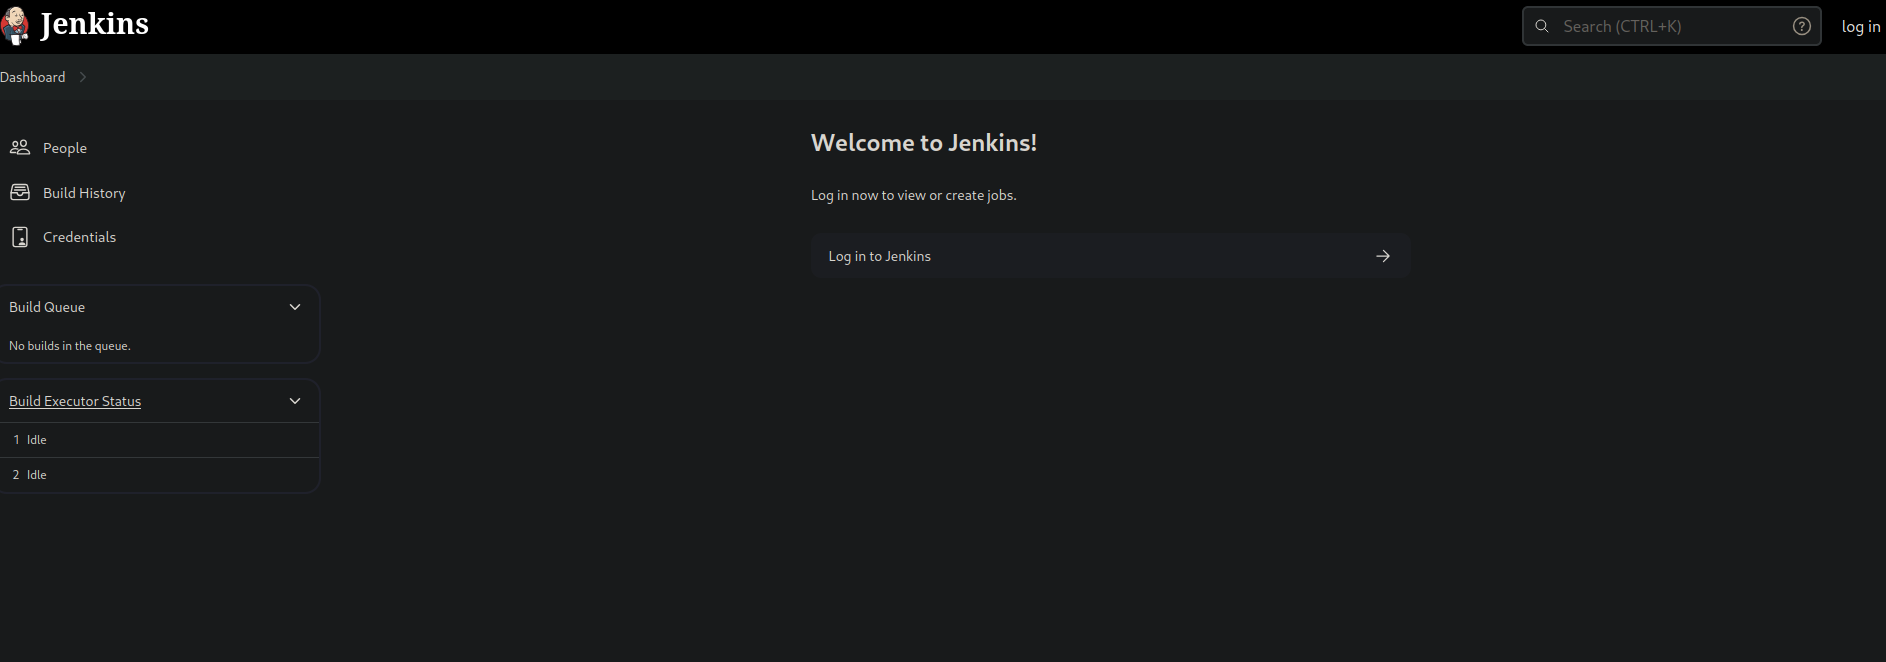 Jenkins
Search (CTRL+K)
log in
Dashboard
People
Build History
Credentials
Build Queue
No builds in the queue.
Build Executor Status
1 Idle
2 Idle
Welcome to Jenkins!
Log in now to view or create jobs.
Log in to Jenkins